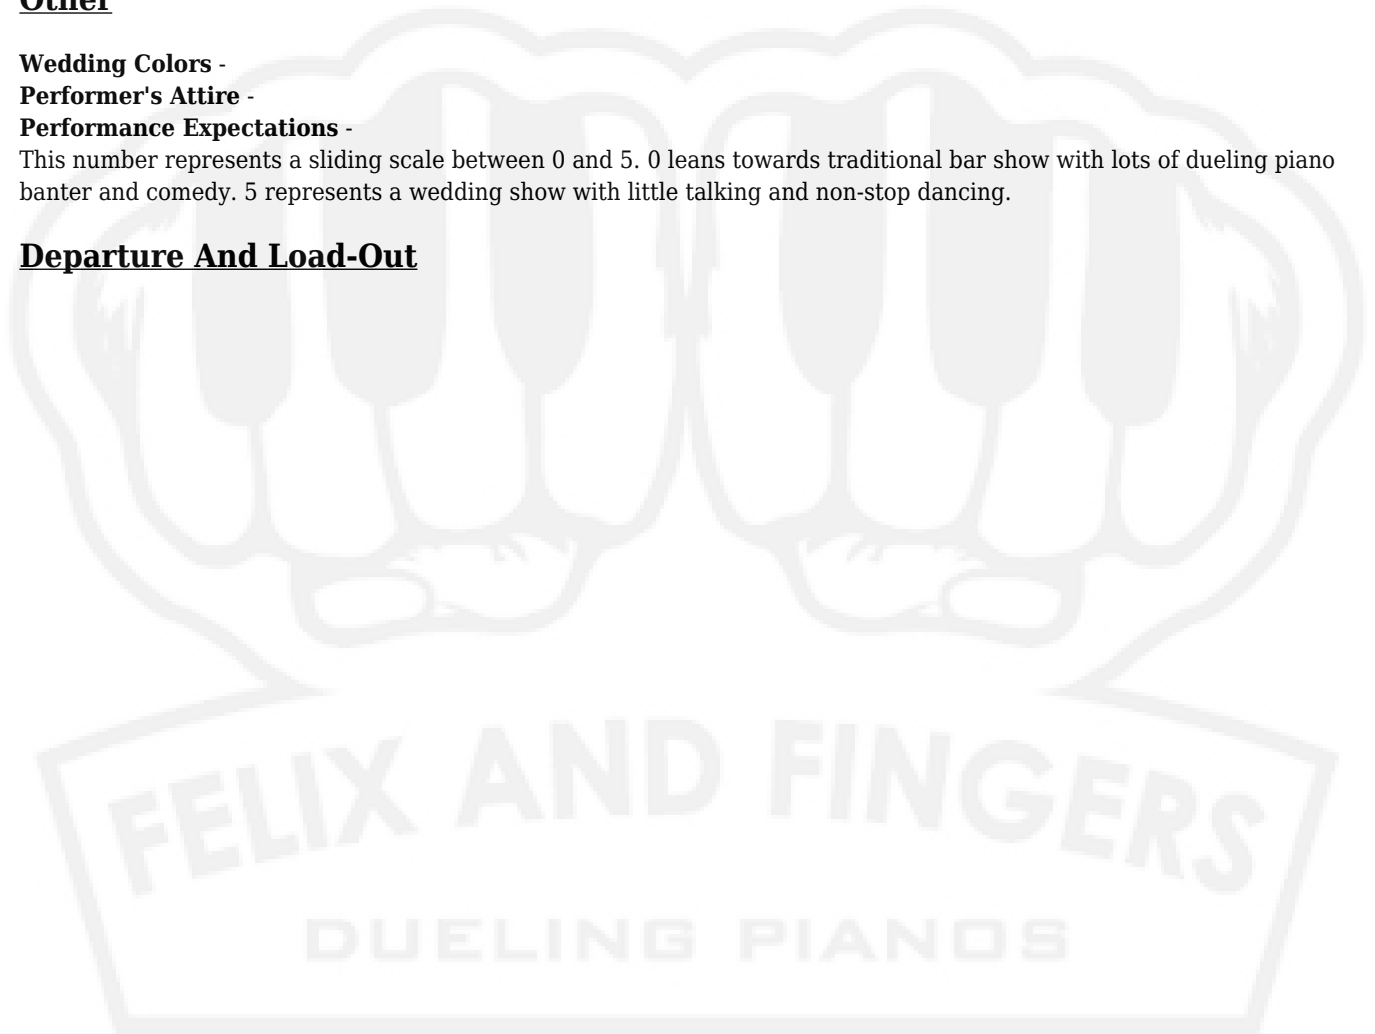 Other
Wedding Colors -
Performer's Attire -
Performance Expectations -
This number represents a sliding scale between 0 and 5. 0 leans towards traditional bar show with lots of dueling piano
banter and comedy. 5 represents a wedding show with little talking and non-stop dancing.
Departure And Load-Out
FELIX AND FINGERS
DUELING PIANOS